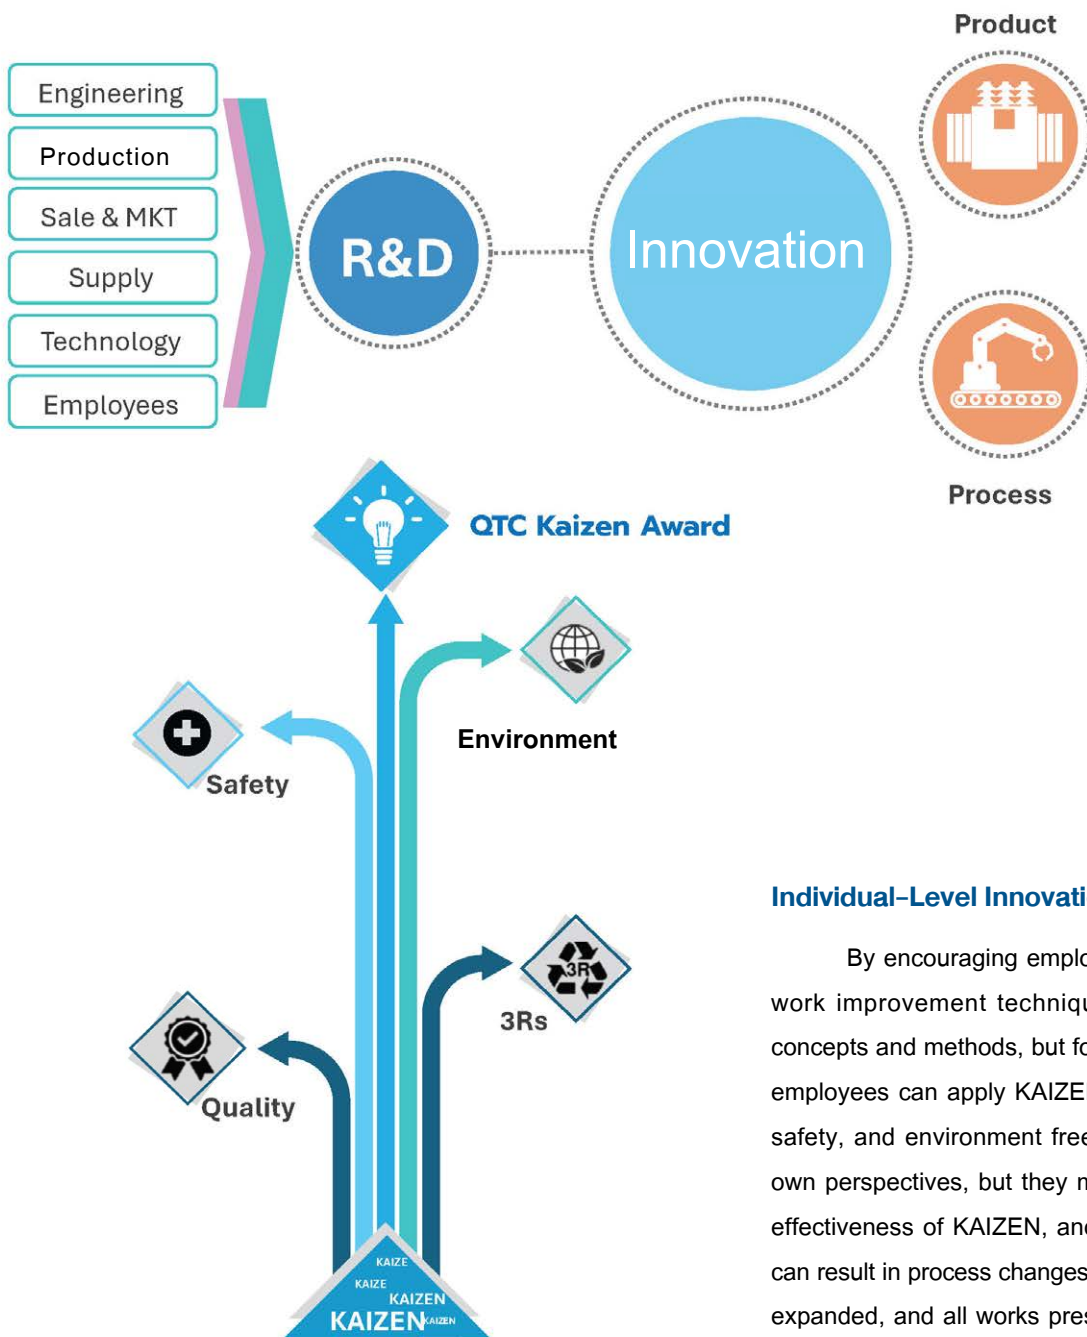 Product
Engineering
Production
Sale & MKT
Supply
Technology
Employees
R&D
Innovation
Process
QTC Kaizen Award
Environment
Safety
3R
3Rs
Quality
KAIZE
KAIZE
KAIZEN
KAIZEN
KAIZEN
Individual-Level Innovati
By encouraging emplo
work improvement techniqu
concepts and methods, but fo
employees can apply KAIZE
safety, and environment free
own perspectives, but they m
effectiveness of KAIZEN, and
can result in process changes
expanded, and all works pres